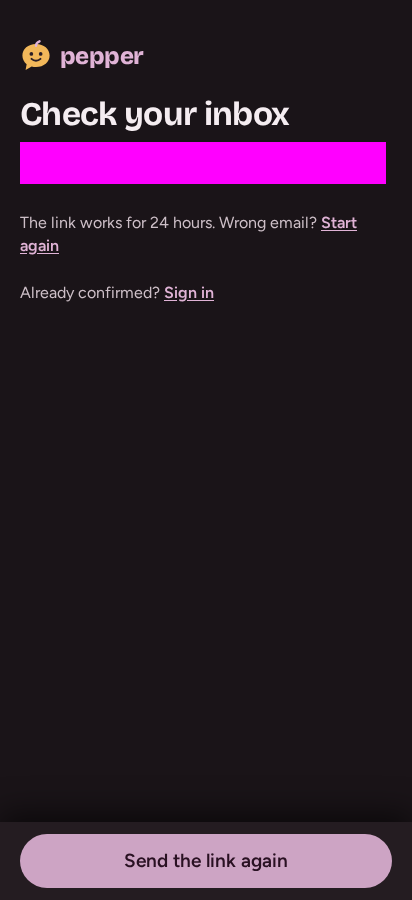 pepper
Check your inbox
The link works for 24 hours. Wrong email? Start
again
Already confirmed? Sign in
Send the link again